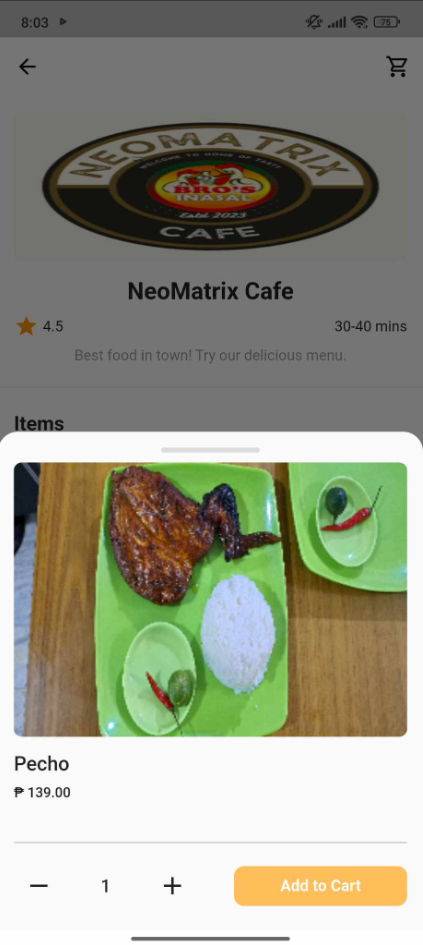 8:03
75
NEOMATRIX
WELCOME TO HOME OF TASTE
BRO'S
INASAL
Estd 2023
CAFE
NeoMatrix Cafe
4.5
30-40 mins
Best food in town! Try our delicious menu.
Items
Pecho
₱ 139.00
1
Add to Cart